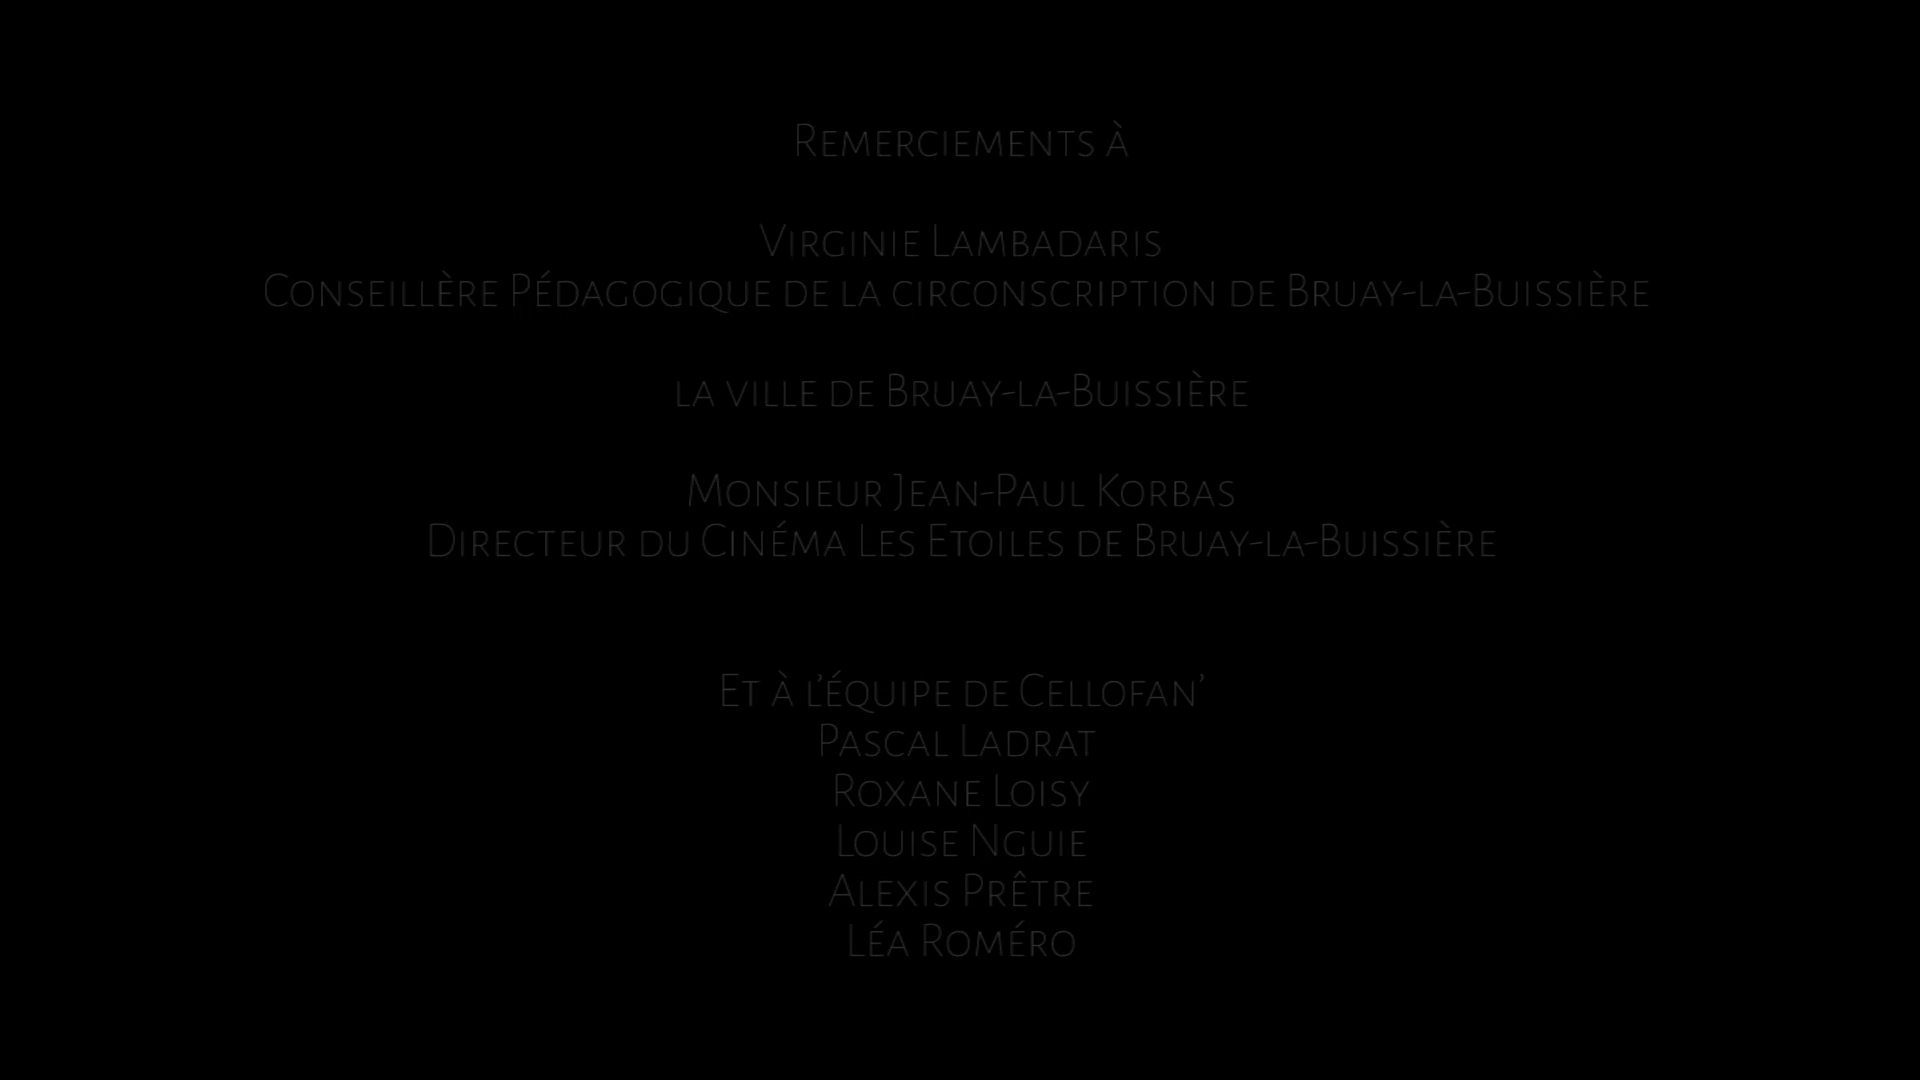 Remerciements à
Virginie Lambadaris
Conseillère Pédagogique de la circonscription de Bruay-la-Buissière
la ville de Bruay-la-Buissière
Monsieur Jean-Paul Korbas
Directeur du Cinéma Les Etoiles de Bruay-la-Buissière
Et à l’équipe de Cellofan’
Pascal Ladrat
Roxane Loisy
Louise Nguie
Alexis Prêtre
Léa Roméro